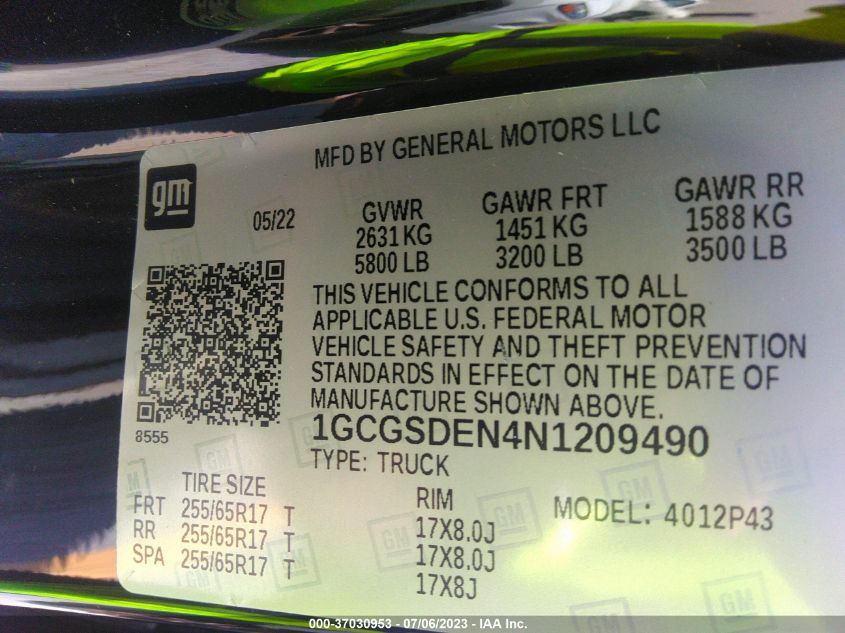 MFD BY GENERAL MOTORS LLC
gm
05/22
GVWR GAWR FRT GAWR RR
2631 KG 1451 KG 1588 KG
5800 LB 3200 LB 3500 LB
THIS VEHICLE CONFORMS TO ALL
APPLICABLE U.S. FEDERAL MOTOR
VEHICLE SAFETY AND THEFT PREVENTION
STANDARDS IN EFFECT ON THE DATE OF
MANUFACTURE SHOWN ABOVE.
8555
1GCGSDEN4N1209490
TYPE: TRUCK
TIRE SIZE RIM MODEL: 4012P43
FRT 255/65R17 T 17X8.0J
RR 255/65R17 T 17X8.0J
SPA 255/65R17 T 17X8J
000-37030953 - 07/06/2023 - IAA Inc.